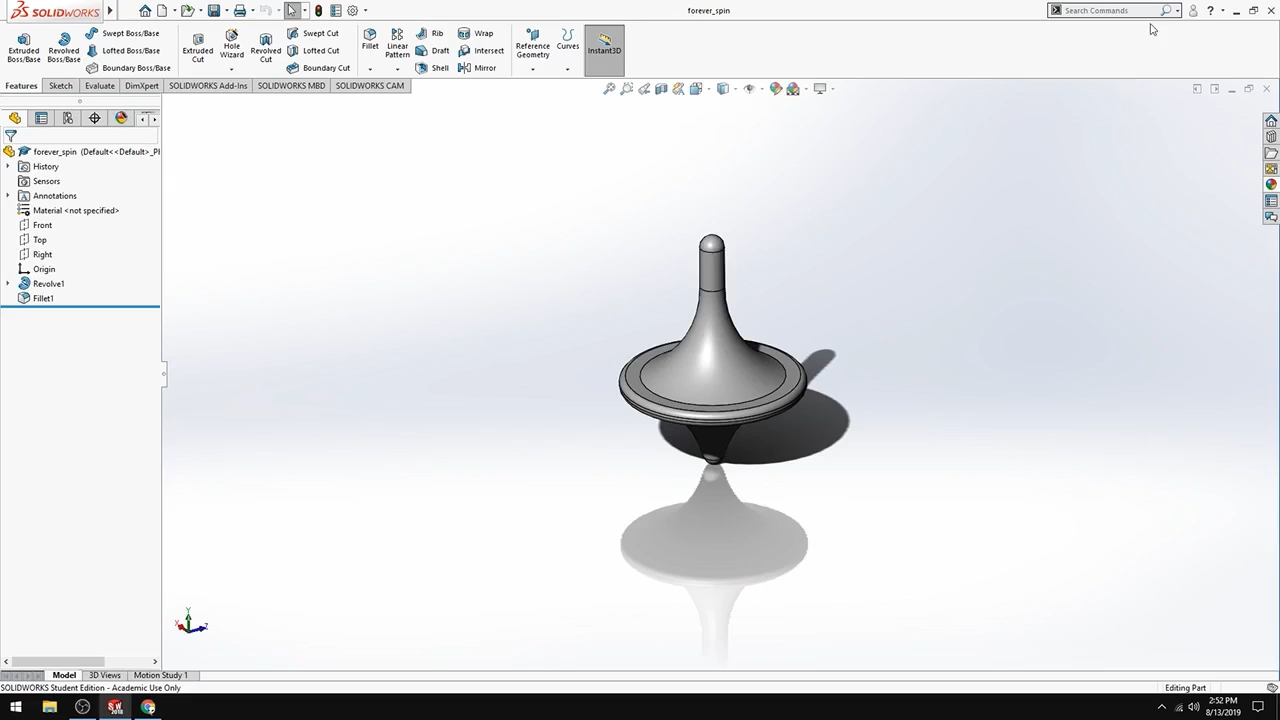 SOLIDWORKS
forever_spin
Search Commands
Extruded Boss/Base
Revolved Boss/Base
Swept Boss/Base
Lofted Boss/Base
Boundary Boss/Base
Extruded Cut
Hole Wizard
Revolved Cut
Swept Cut
Lofted Cut
Boundary Cut
Fillet
Linear Pattern
Rib
Draft
Shell
Wrap
Intersect
Mirror
Reference Geometry
Curves
Instant3D
Features
Sketch
Evaluate
DimXpert
SOLIDWORKS Add-Ins
SOLIDWORKS MBD
SOLIDWORKS CAM
forever_spin (Default<<Default>_P
History
Sensors
Annotations
Material <not specified>
Front
Top
Right
Origin
Revolve1
Fillet1
Y
X
Z
Model
3D Views
Motion Study 1
SOLIDWORKS Student Edition - Academic Use Only
Editing Part
2:52 PM
8/13/2019